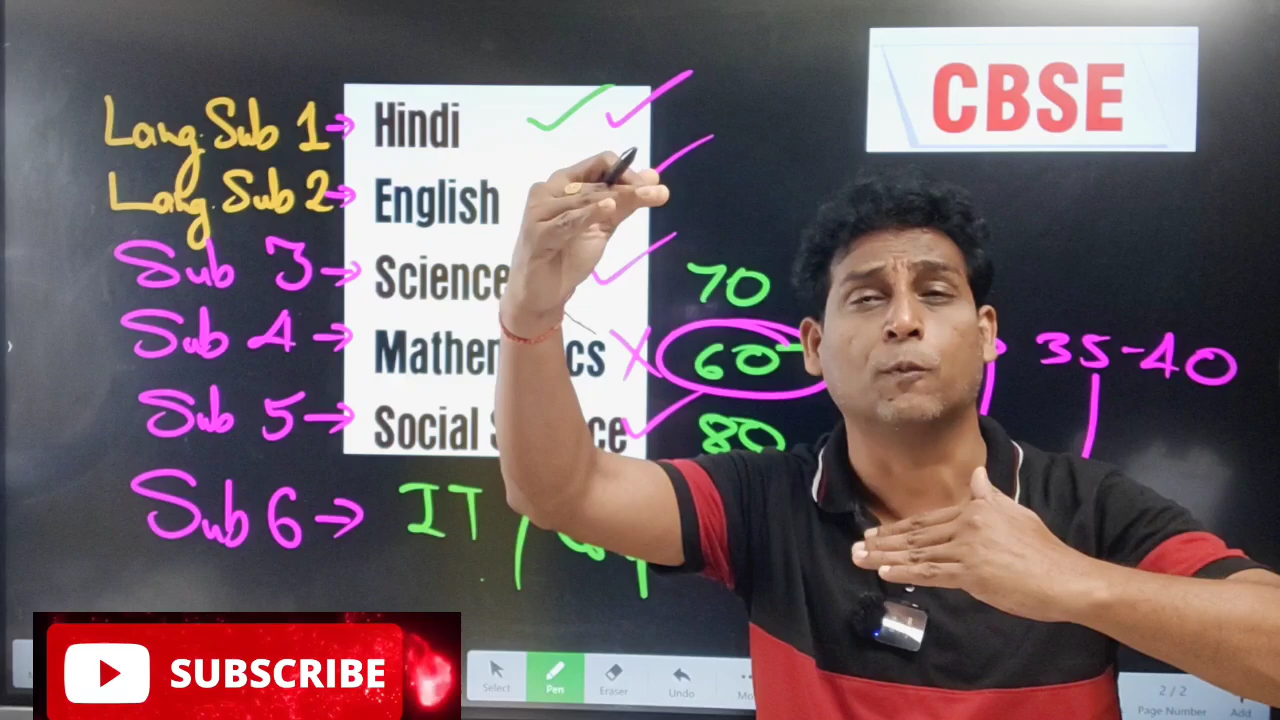 CBSE
Lang. Sub 1 → Hindi
Lang. Sub 2 → English
Sub 3 → Science 70
Sub 4 → 60 35-40
Sub 5 → Social 80
Sub 6 → IT
SUBSCRIBE
Select
Pen
Eraser
Undo
2 / 2
Page Number
Add